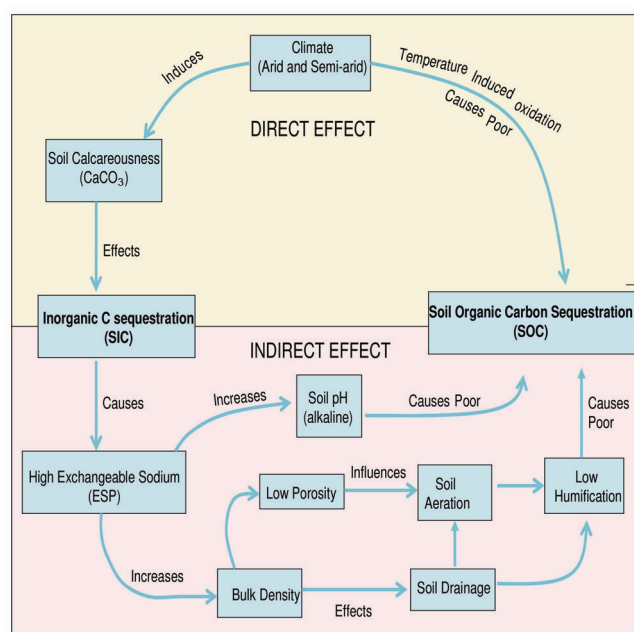 Climate
(Arid and Semi-arid)
Induces
Temperature Induced oxidation
Causes Poor
DIRECT EFFECT
Soil Calcareousness
(CaCO₃)
Effects
Inorganic C sequestration
(SIC)
Soil Organic Carbon Sequestration
(SOC)
INDIRECT EFFECT
Causes
Increases
Soil pH
(alkaline)
Causes Poor
Causes
Poor
High Exchangeable Sodium
(ESP)
Low Porosity
Influences
Soil
Aeration
Low
Humification
Increases
Bulk Density
Effects
Soil Drainage